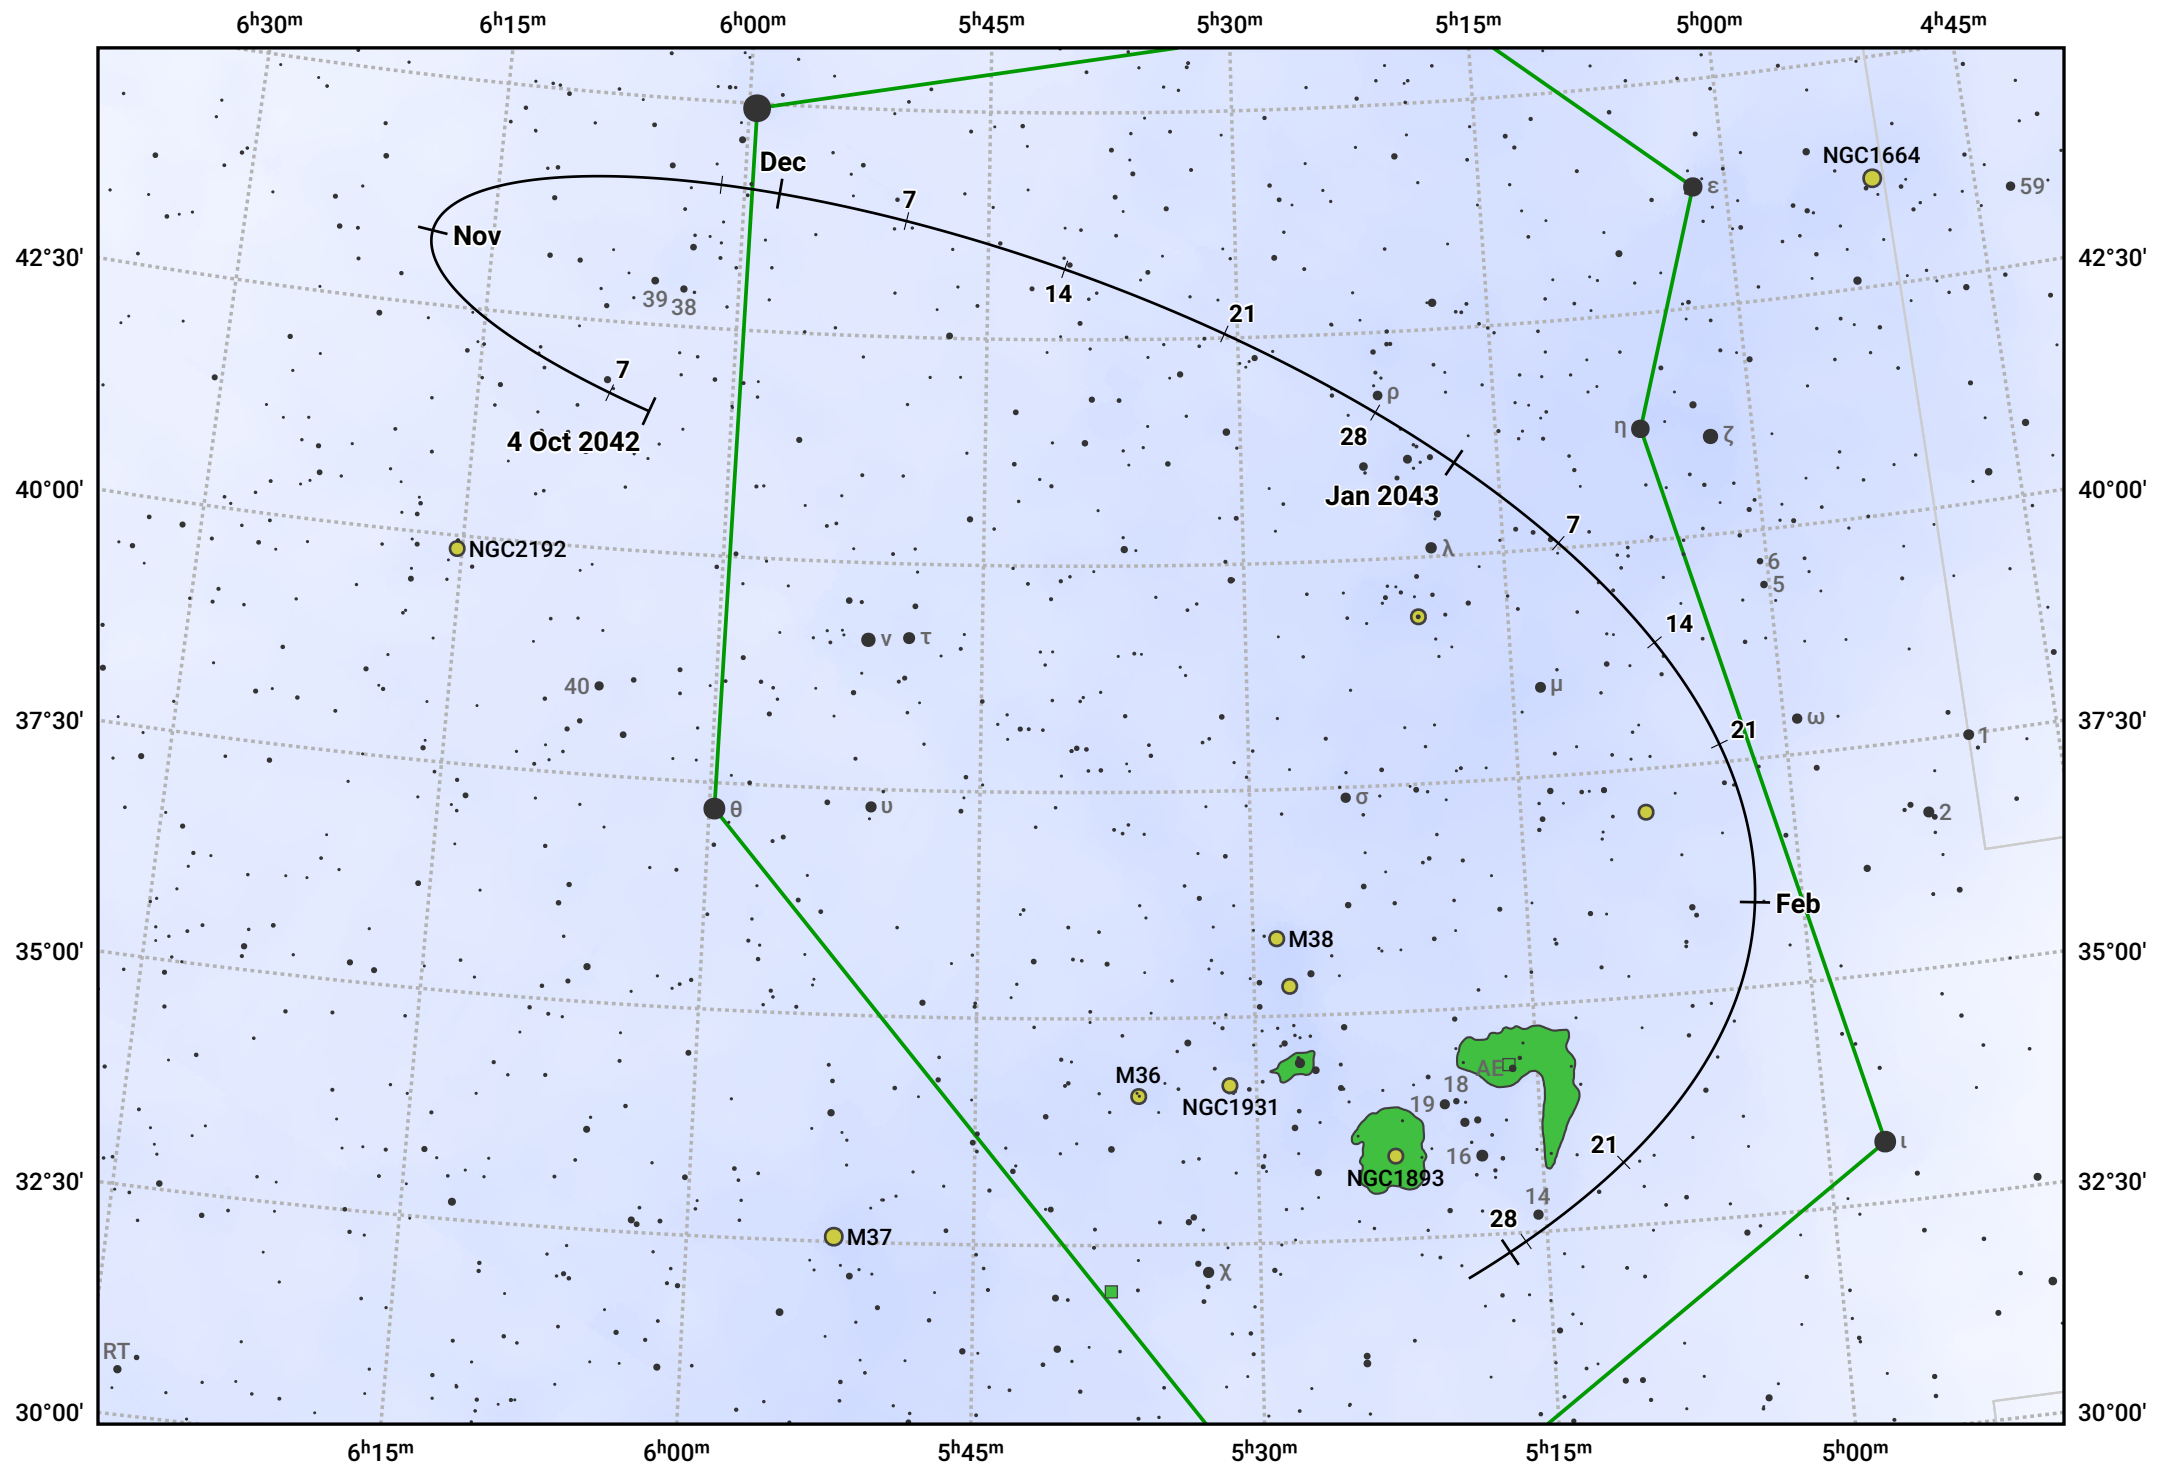 6h30m 6h15m 6h00m 5h45m 5h30m 5h15m 5h00m 4h45m
NGC1664
Dec
ε
59
7
Nov
42°30'
42°30'
14
39
38
21
7
ρ
28
4 Oct 2042
η
ζ
40°00'
Jan 2043
40°00'
7
NGC2192
λ
6
5
14
ν
τ
40
μ
37°30'
ω
21
1
37°30'
θ
υ
σ
2
Feb
M38
35°00'
35°00'
AE
M36
18
19
NGC1931
21
ι
16
NGC1893
32°30'
32°30'
14
28
M37
χ
RT
30°00'
30°00'
6h15m 6h00m 5h45m 5h30m 5h15m 5h00m